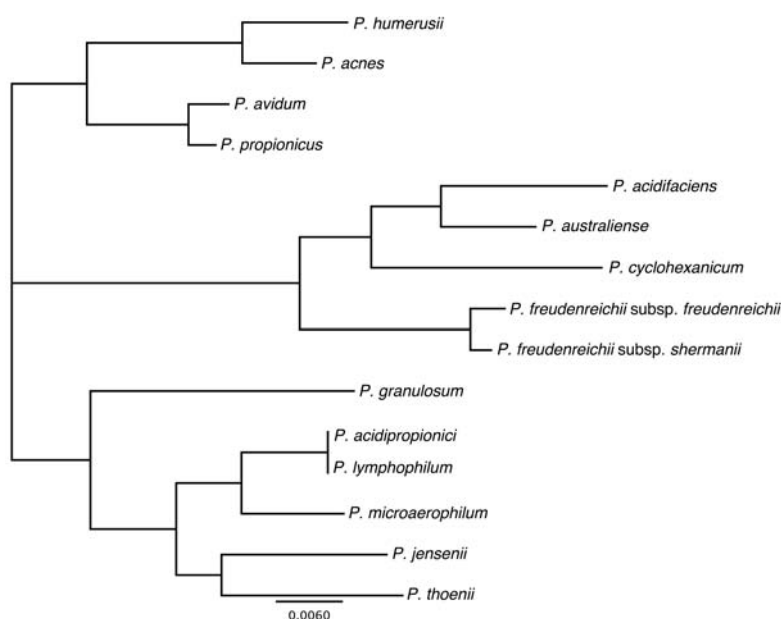 P. humerusii
P. acnes
P. avidum
P. propionicus
P. acidifaciens
P. australiense
P. cyclohexanicum
P. freudenreichii subsp. freudenreichii
P. freudenreichii subsp. shermanii
P. granulosum
P. acidipropionici
P. lymphophilum
P. microaerophilum
P. jensenii
P. thoenii
0.0060